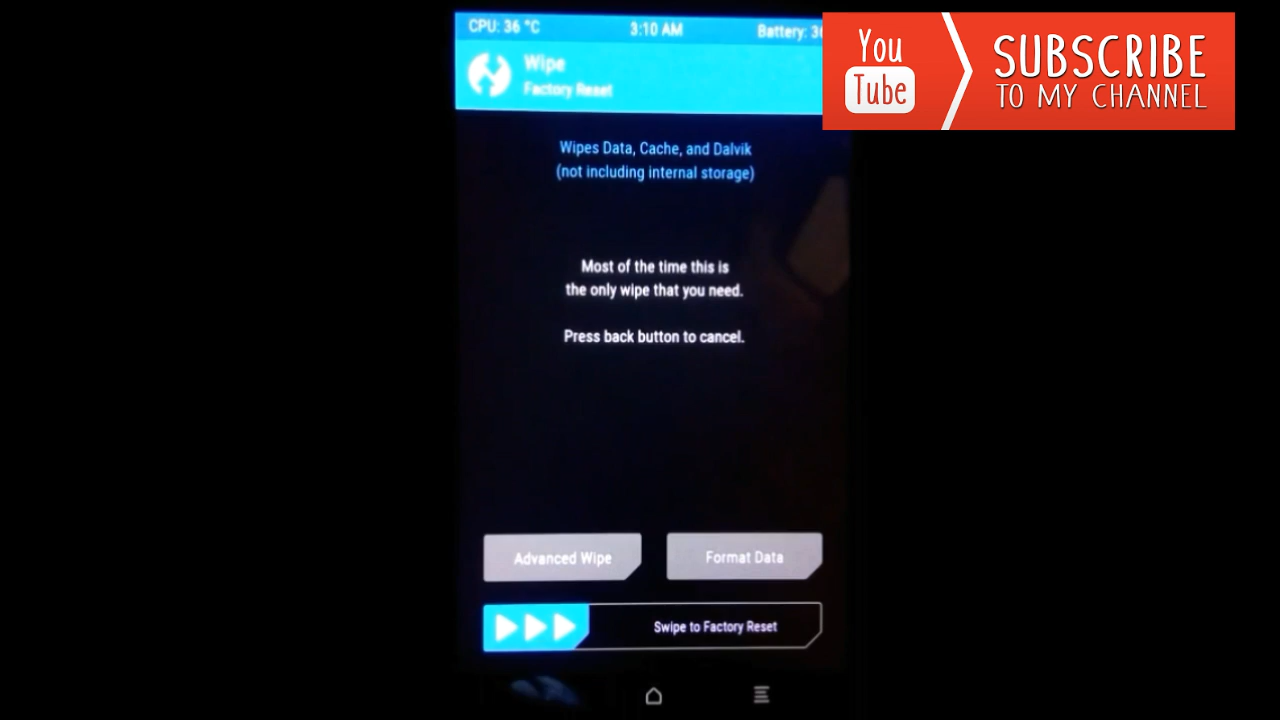 CPU: 36 °C
3:10 AM
Battery:
Wipe
Factory Reset
You
Tube
SUBSCRIBE
TO MY CHANNEL
Wipes Data, Cache, and Dalvik
(not including internal storage)
Most of the time this is
the only wipe that you need.
Press back button to cancel.
Advanced Wipe
Format Data
Swipe to Factory Reset